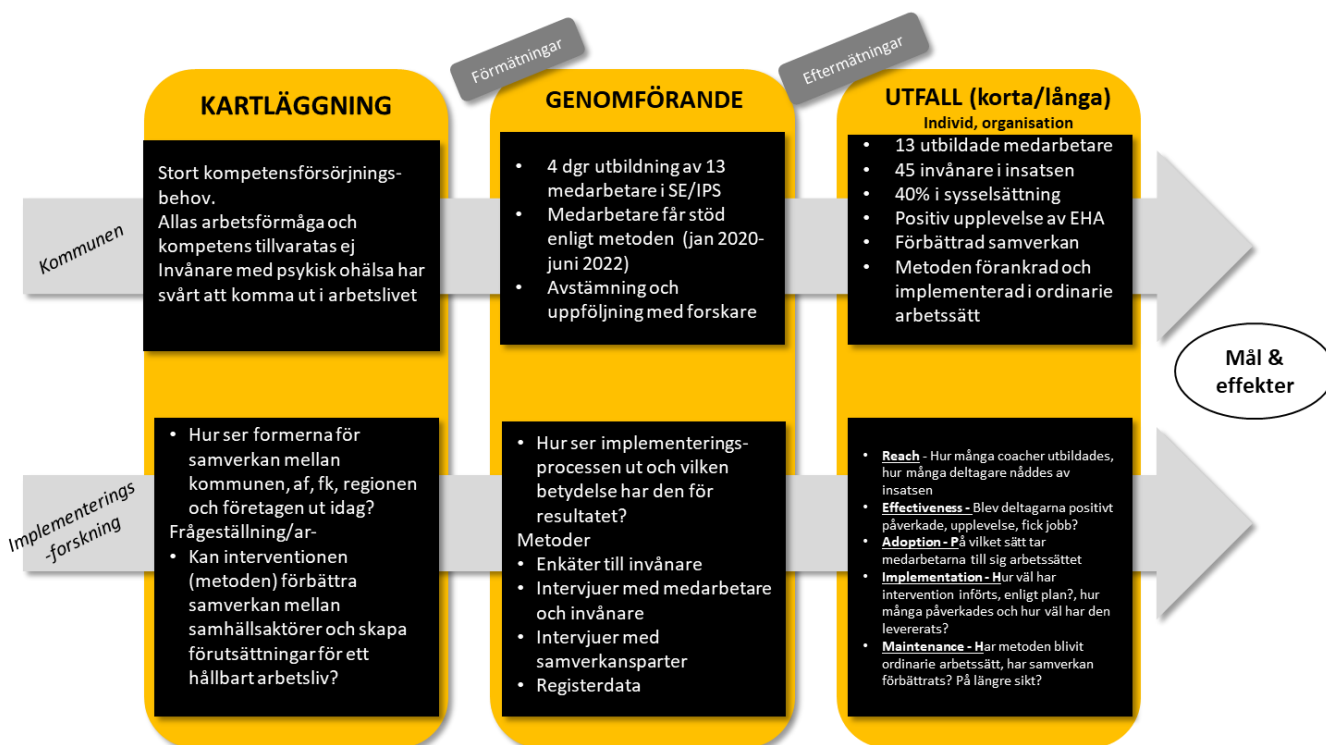 Förmätningar
Eftermätningar
KARTLÄGGNING
GENOMFÖRANDE
UTFALL (korta/långa)
Individ, organisation
Kommunen
Stort kompetensförsörjnings-
behov.
Allas arbetsförmåga och
kompetens tillvaratas ej
Invånare med psykisk ohälsa har
svårt att komma ut i arbetslivet
• 4 dgr utbildning av 13
medarbetare i SE/IPS
• Medarbetare får stöd
enligt metoden (jan 2020-
juni 2022)
• Avstämning och
uppföljning med forskare
• 13 utbildade medarbetare
• 45 invånare i insatsen
• 40% i sysselsättning
• Positiv upplevelse av EHA
• Förbättrad samverkan
• Metoden förankrad och
implementerad i ordinarie
arbetssätt
Mål &
effekter
Implementerings
-forskning
• Hur ser formerna för
samverkan mellan
kommunen, af, fk, regionen
och företagen ut idag?
Frågeställning/ar-
• Kan interventionen
(metoden) förbättra
samverkan mellan
samhällsaktörer och skapa
förutsättningar för ett
hållbart arbetsliv?
• Hur ser implementerings-
processen ut och vilken
betydelse har den för
resultatet?
Metoder
• Enkäter till invånare
• Intervjuer med medarbetare
och invånare
• Intervjuer med
samverkansparter
• Registerdata
• Reach - Hur många coacher utbildades,
hur många deltagare nåddes av
insatsen
• Effectiveness - Blev deltagarna positivt
påverkade, upplevelse, fick jobb?
• Adoption - På vilket sätt tar
medarbetarna till sig arbetssättet
• Implementation - Hur väl har
intervention införts, enligt plan?, hur
många påverkades och hur väl har den
levererats?
• Maintenance - Har metoden blivit
ordinarie arbetssätt, har samverkan
förbättrats? På längre sikt?